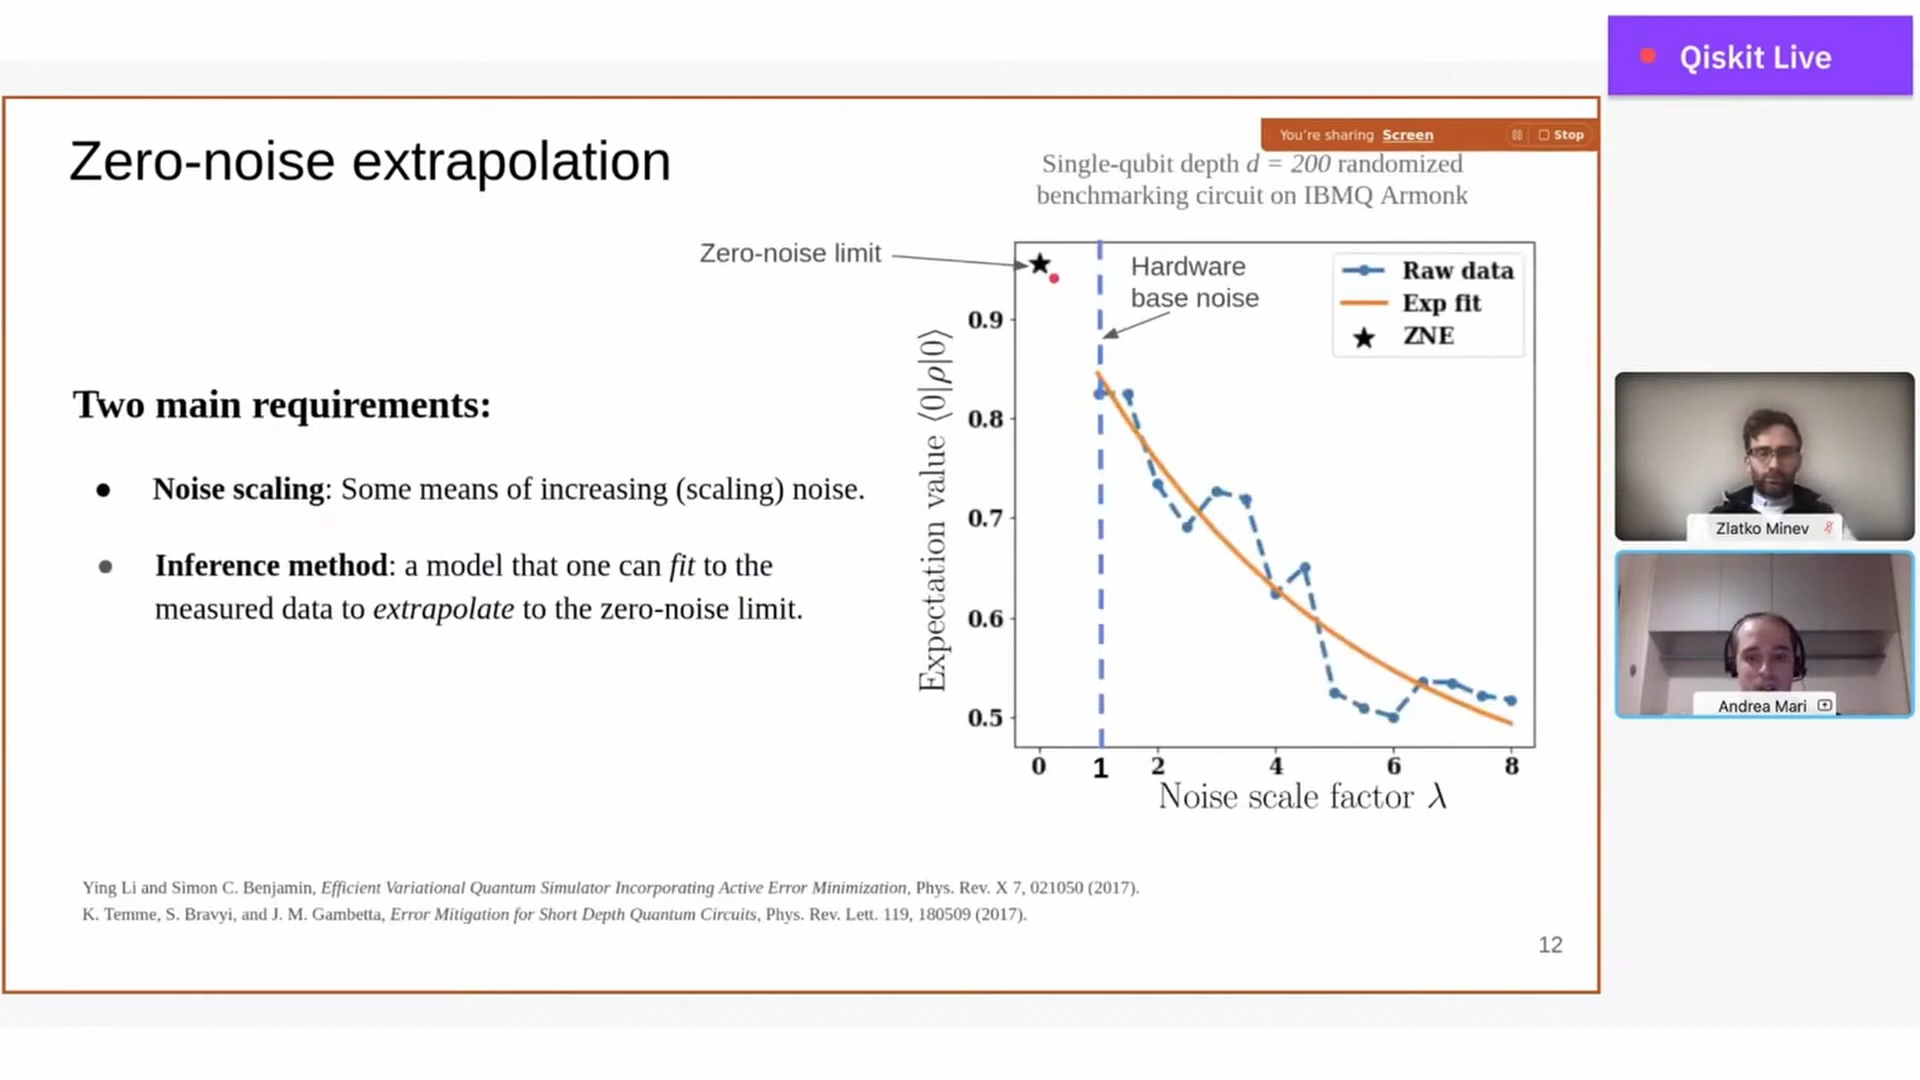 Qiskit Live
You're sharing Screen
Stop
Zero-noise extrapolation
Single-qubit depth d = 200 randomized
benchmarking circuit on IBMQ Armonk
Zero-noise limit
Hardware
base noise
Raw data
Exp fit
ZNE
Two main requirements:
● Noise scaling: Some means of increasing (scaling) noise.
● Inference method: a model that one can fit to the
measured data to extrapolate to the zero-noise limit.
Expectation value ⟨0|ρ|0⟩
0.9
0.8
0.7
0.6
0.5
0 1 2 4 6 8
Noise scale factor λ
Ying Li and Simon C. Benjamin, Efficient Variational Quantum Simulator Incorporating Active Error Minimization, Phys. Rev. X 7, 021050 (2017).
K. Temme, S. Bravyi, and J. M. Gambetta, Error Mitigation for Short Depth Quantum Circuits, Phys. Rev. Lett. 119, 180509 (2017).
12
Zlatko Minev
Andrea Mari